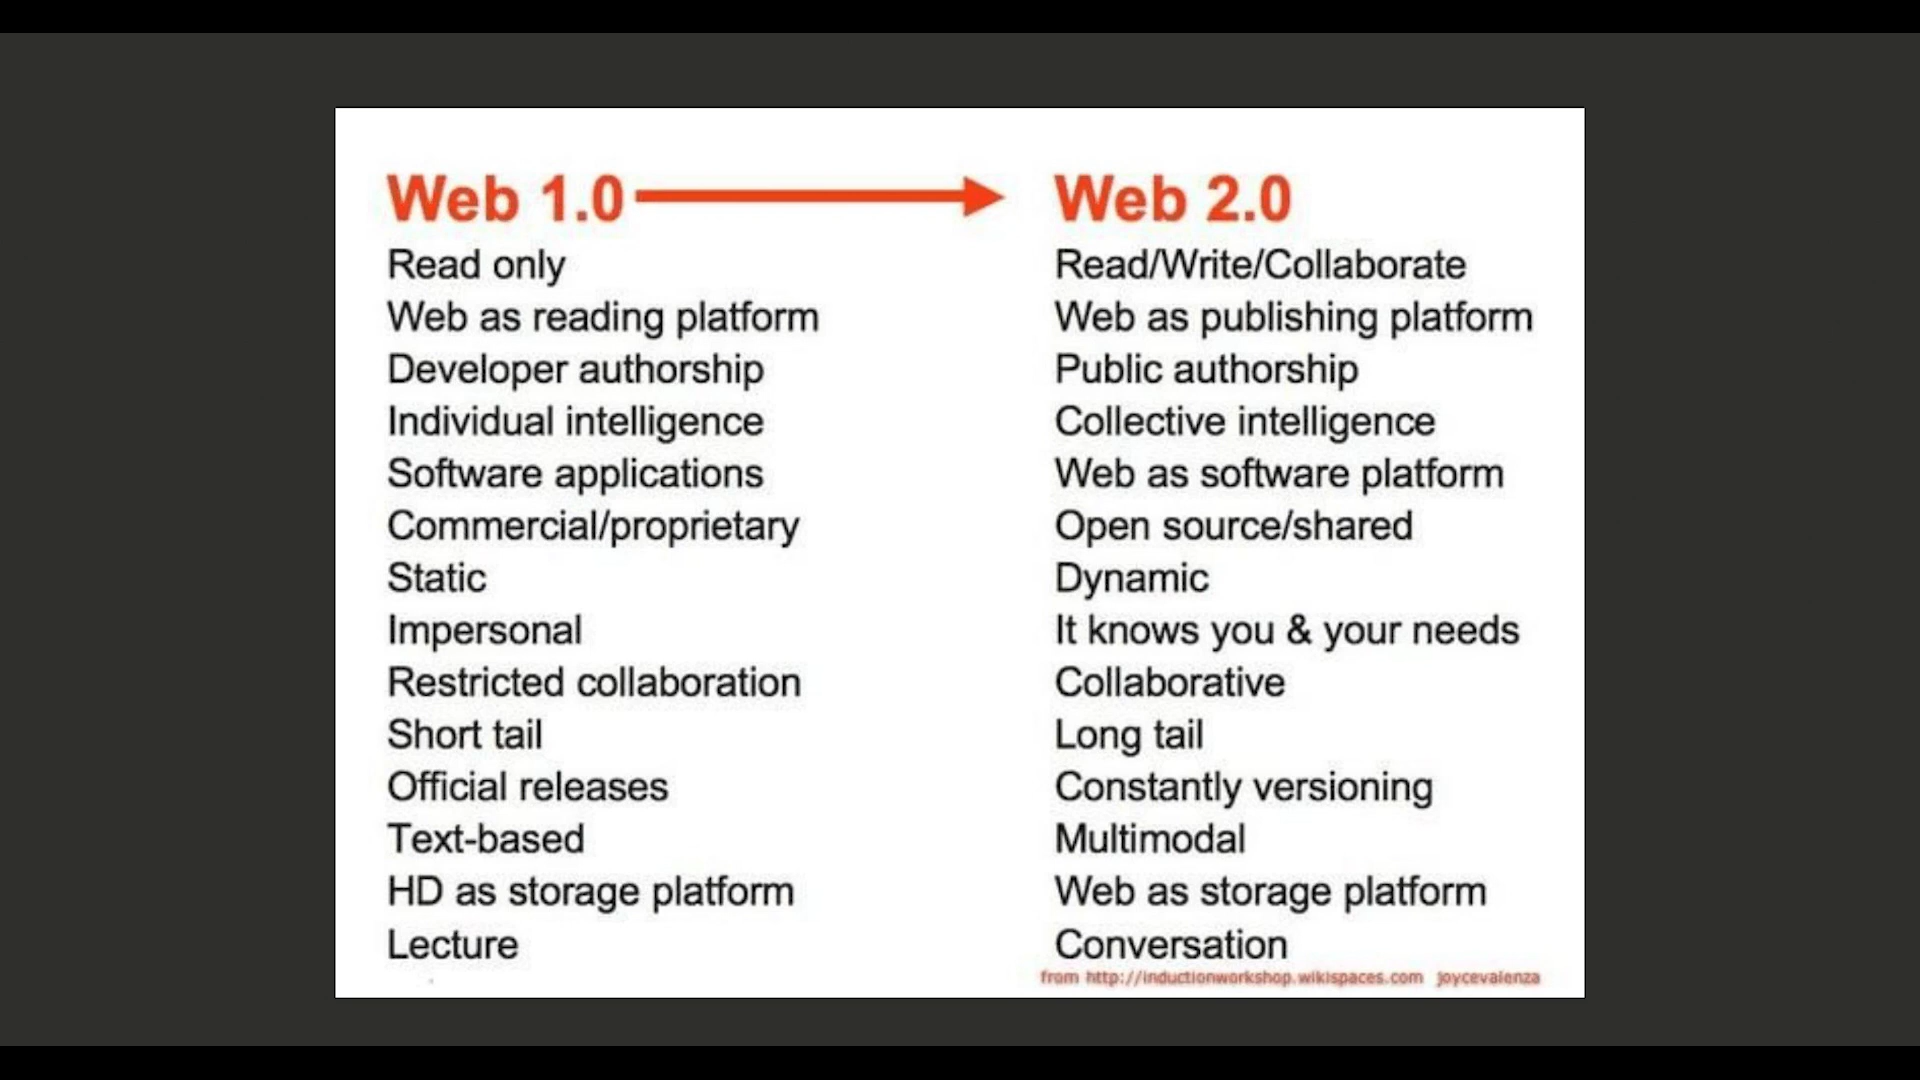 Web 1.0
Web 2.0
Read only
Read/Write/Collaborate
Web as reading platform
Web as publishing platform
Developer authorship
Public authorship
Individual intelligence
Collective intelligence
Software applications
Web as software platform
Commercial/proprietary
Open source/shared
Static
Dynamic
Impersonal
It knows you & your needs
Restricted collaboration
Collaborative
Short tail
Long tail
Official releases
Constantly versioning
Text-based
Multimodal
HD as storage platform
Web as storage platform
Lecture
Conversation
from http://inductionworkshop.wikispaces.com joycevalenza